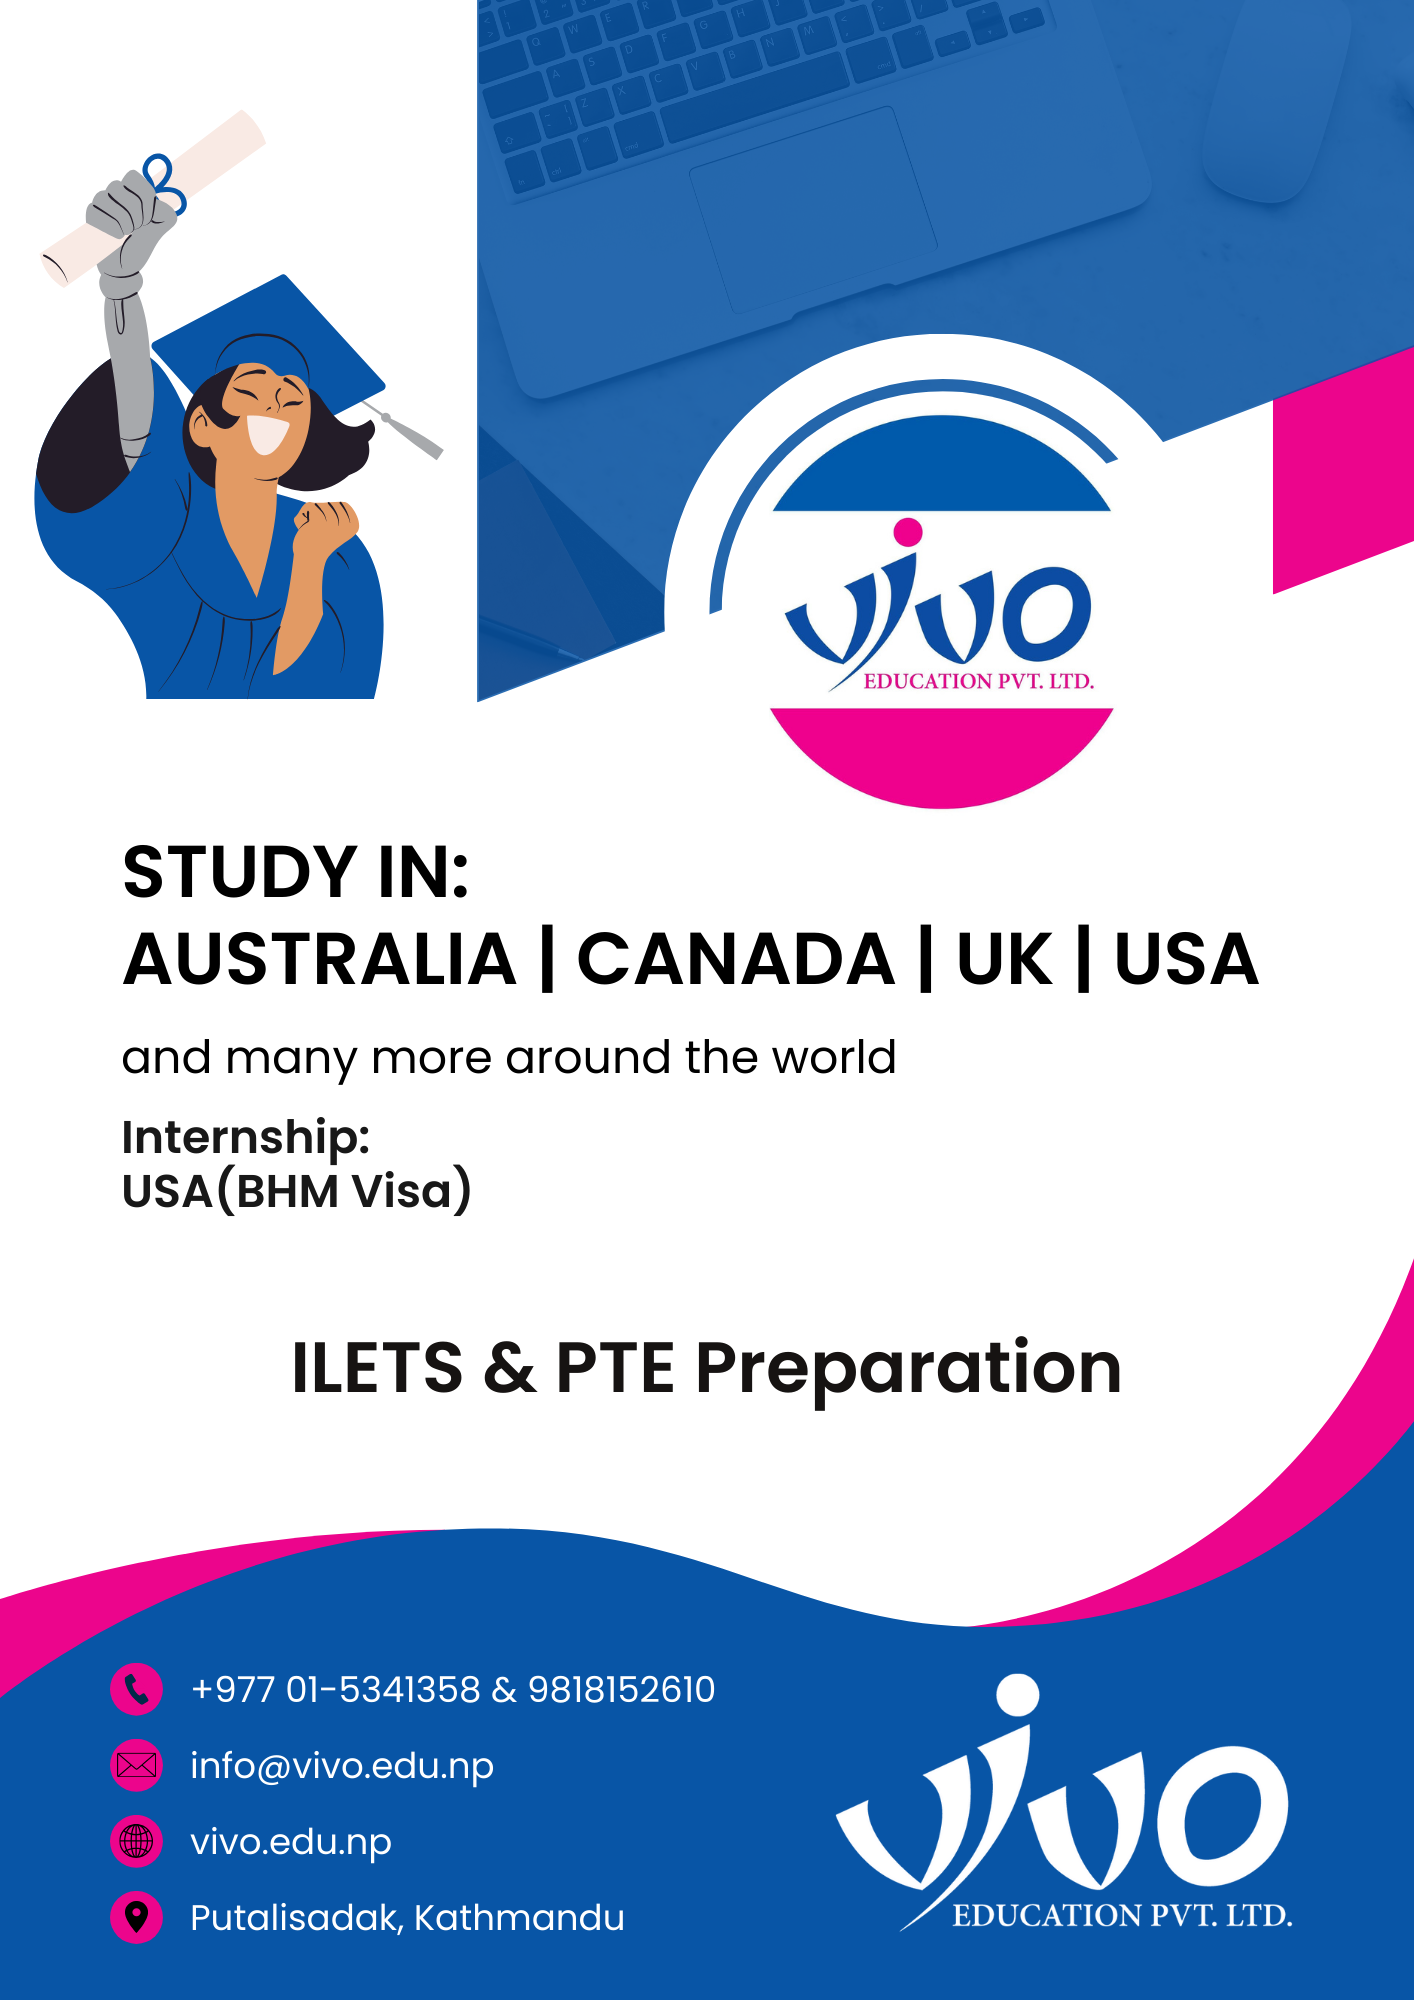 vivo
EDUCATION PVT. LTD.
STUDY IN:
AUSTRALIA | CANADA | UK | USA
and many more around the world
Internship:
USA(BHM Visa)
ILETS & PTE Preparation
+977 01-5341358 & 9818152610
info@vivo.edu.np
vivo.edu.np
Putalisadak, Kathmandu
vivo
EDUCATION PVT. LTD.